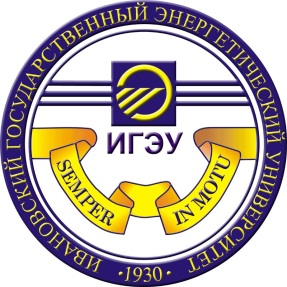 ИВАНОВСКИЙ ГОСУДАРСТВЕННЫЙ ЭНЕРГЕТИЧЕСКИЙ УНИВЕРСИТЕТ
ИГЭУ
SEMPER IN MOTU
·1930·